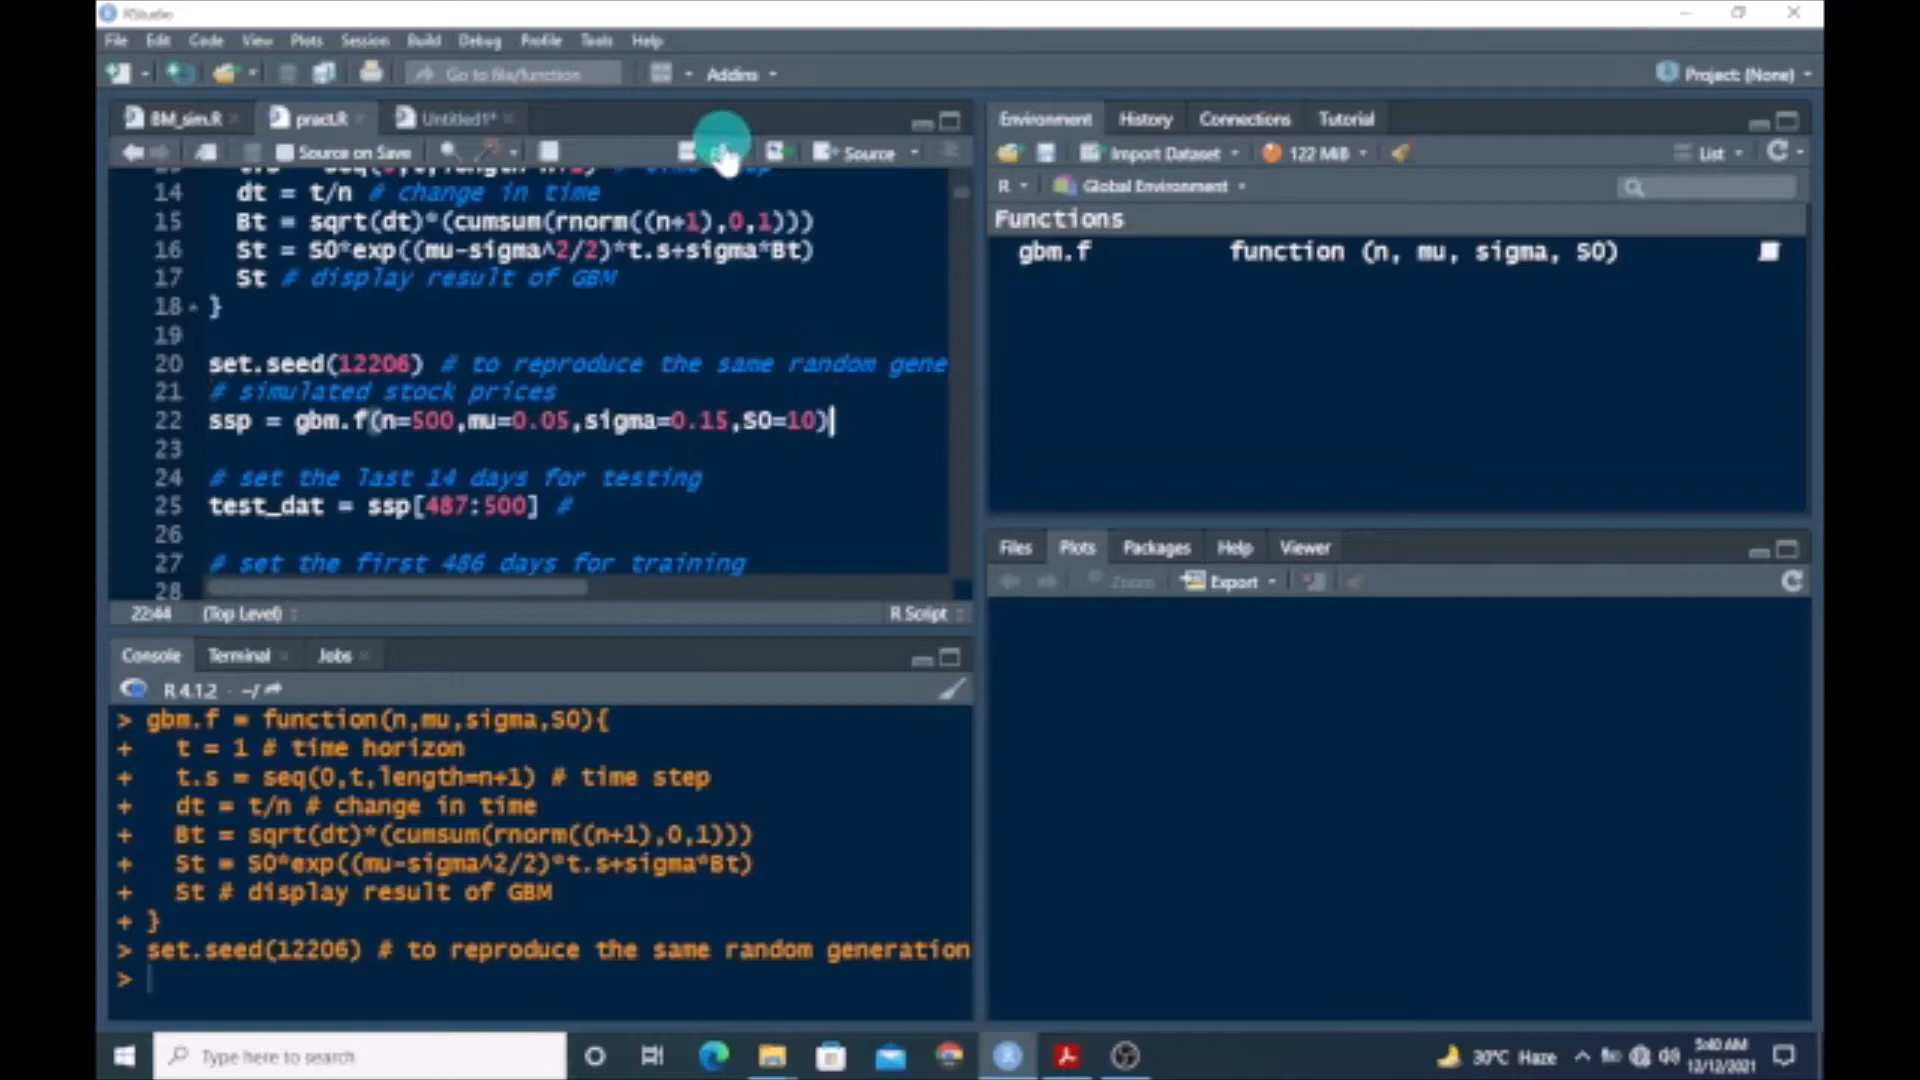 RStudio
File Edit Code View Plots Session Build Debug Profile Tools Help
Go to file/function Addins Project: (None)
BM_sim.R pract.R Untitled1*
Source on Save Source
14 dt = t/n # change in time
15 Bt = sqrt(dt)*(cumsum(rnorm((n+1),0,1)))
16 St = S0*exp((mu-sigma^2/2)*t.s+sigma*Bt)
17 St # display result of GBM
18 }
19
20 set.seed(12206) # to reproduce the same random gene
21 # simulated stock prices
22 ssp = gbm.f(n=500,mu=0.05,sigma=0.15,S0=10)
23
24 # set the last 14 days for testing
25 test_dat = ssp[487:500] #
26
27 # set the first 486 days for training
28
22:44 (Top Level) R Script
Console Terminal Jobs
R 4.1.2 · ~/
> gbm.f = function(n,mu,sigma,S0){
+ t = 1 # time horizon
+ t.s = seq(0,t,length=n+1) # time step
+ dt = t/n # change in time
+ Bt = sqrt(dt)*(cumsum(rnorm((n+1),0,1)))
+ St = S0*exp((mu-sigma^2/2)*t.s+sigma*Bt)
+ St # display result of GBM
+ }
> set.seed(12206) # to reproduce the same random generation
>
Environment History Connections Tutorial
Import Dataset 122 MiB List
R Global Environment
Functions
gbm.f function (n, mu, sigma, S0)
Files Plots Packages Help Viewer
Zoom Export
Type here to search
30°C Haze 5:40 AM
12/12/2021